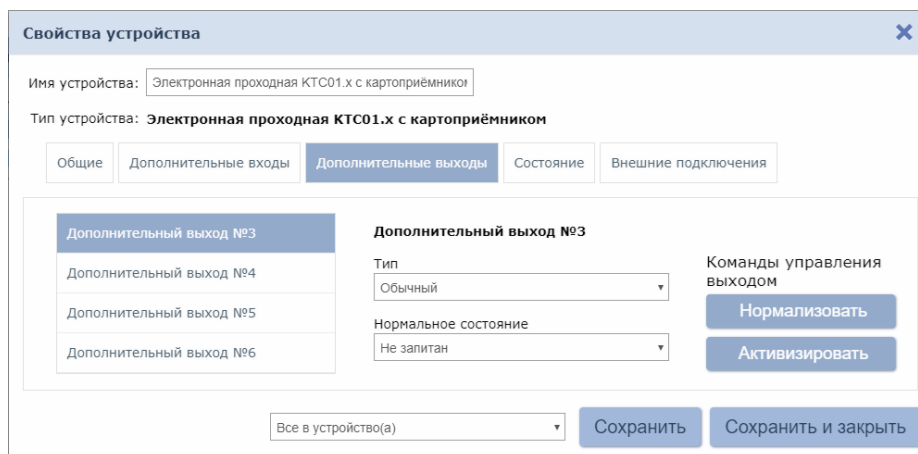 Свойства устройства
Имя устройства: Электронная проходная КТС01.х с картоприёмником
Тип устройства: Электронная проходная КТС01.х с картоприёмником
Общие Дополнительные входы Дополнительные выходы Состояние Внешние подключения
Дополнительный выход №3
Дополнительный выход №4
Дополнительный выход №5
Дополнительный выход №6
Дополнительный выход №3
Тип
Обычный
Нормальное состояние
Не запитан
Команды управления
выходом
Нормализовать
Активизировать
Все в устройство(а)
Сохранить
Сохранить и закрыть